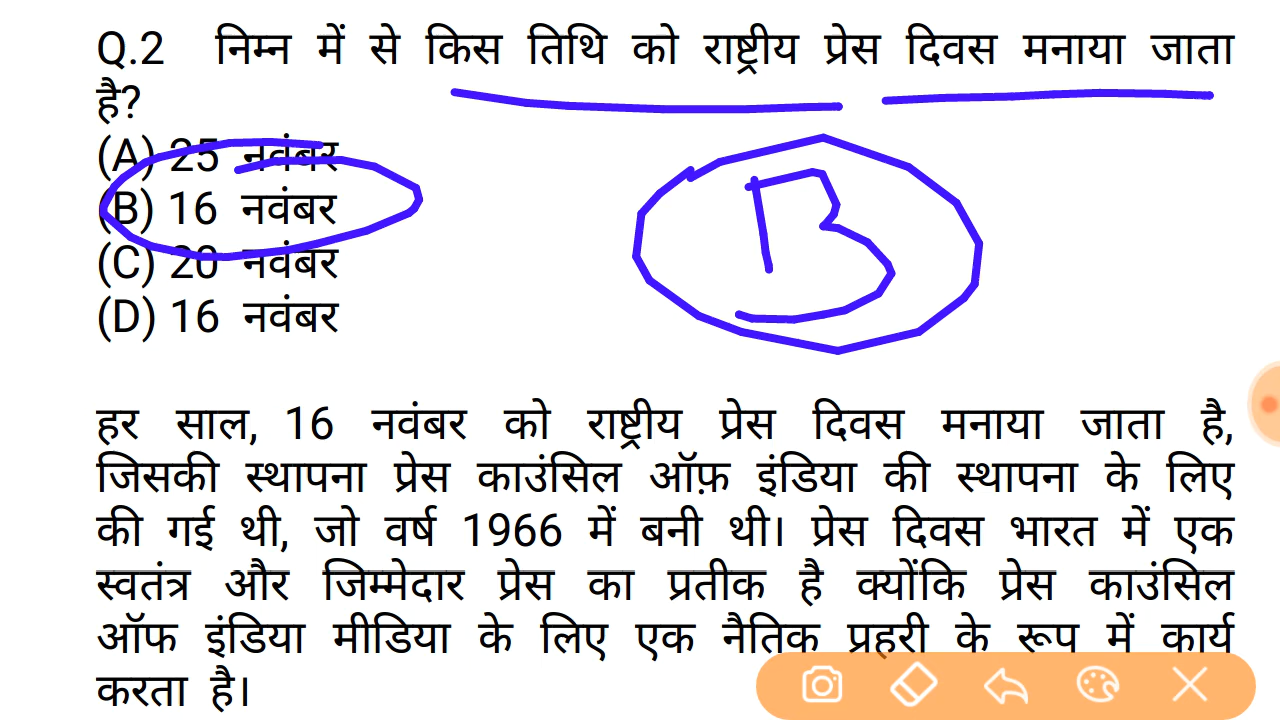 Q.2 निम्न में से किस तिथि को राष्ट्रीय प्रेस दिवस मनाया जाता
है?
(A) 25 नवंबर
(B) 16 नवंबर
B
(C) 20 नवंबर
(D) 16 नवंबर
हर साल, 16 नवंबर को राष्ट्रीय प्रेस दिवस मनाया जाता है,
जिसकी स्थापना प्रेस काउंसिल ऑफ़ इंडिया की स्थापना के लिए
की गई थी, जो वर्ष 1966 में बनी थी। प्रेस दिवस भारत में एक
स्वतंत्र और जिम्मेदार प्रेस का प्रतीक है क्योंकि प्रेस काउंसिल
ऑफ इंडिया मीडिया के लिए एक नैतिक प्रहरी के रूप में कार्य
करता है।